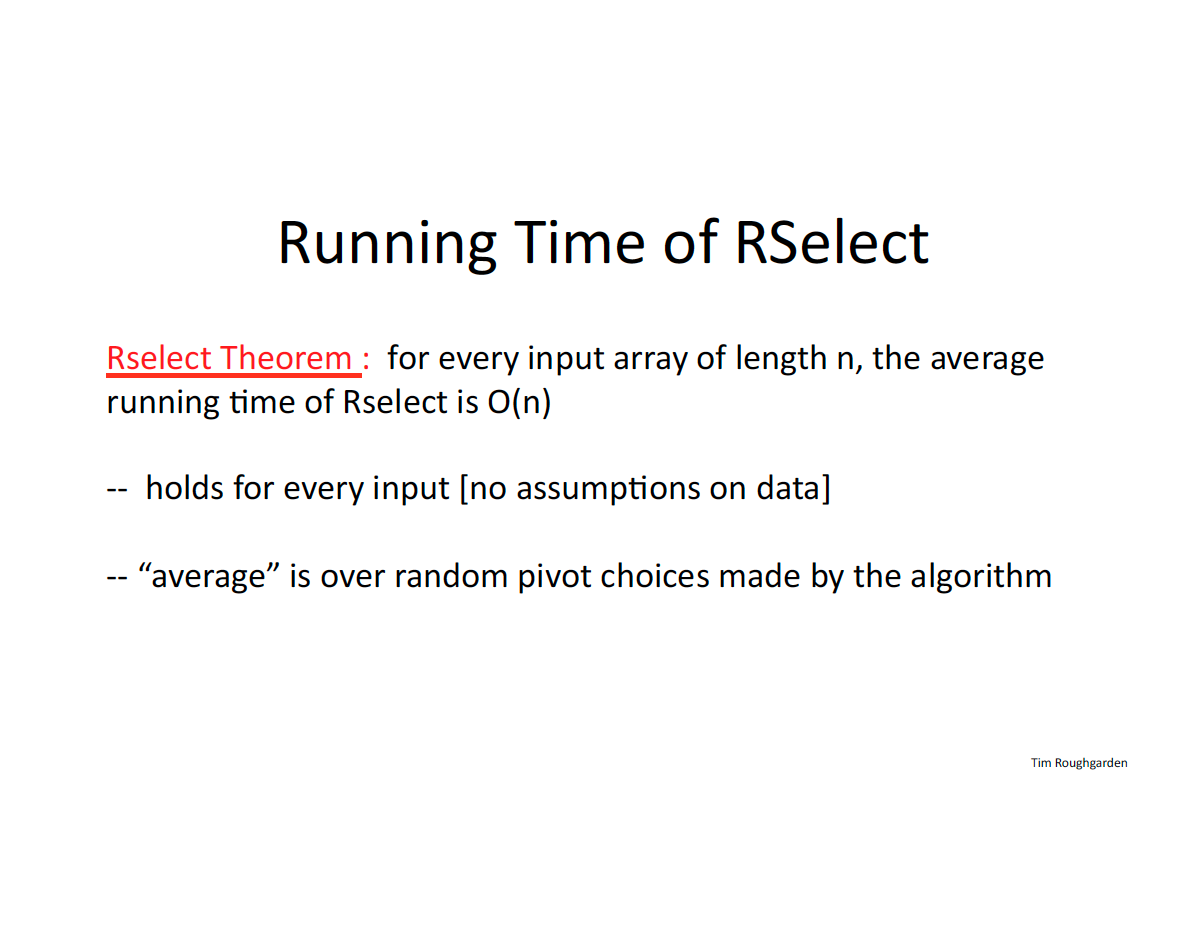 Running Time of RSelect
Rselect Theorem : for every input array of length n, the average
running time of Rselect is O(n)
-- holds for every input [no assumptions on data]
-- “average” is over random pivot choices made by the algorithm
Tim Roughgarden